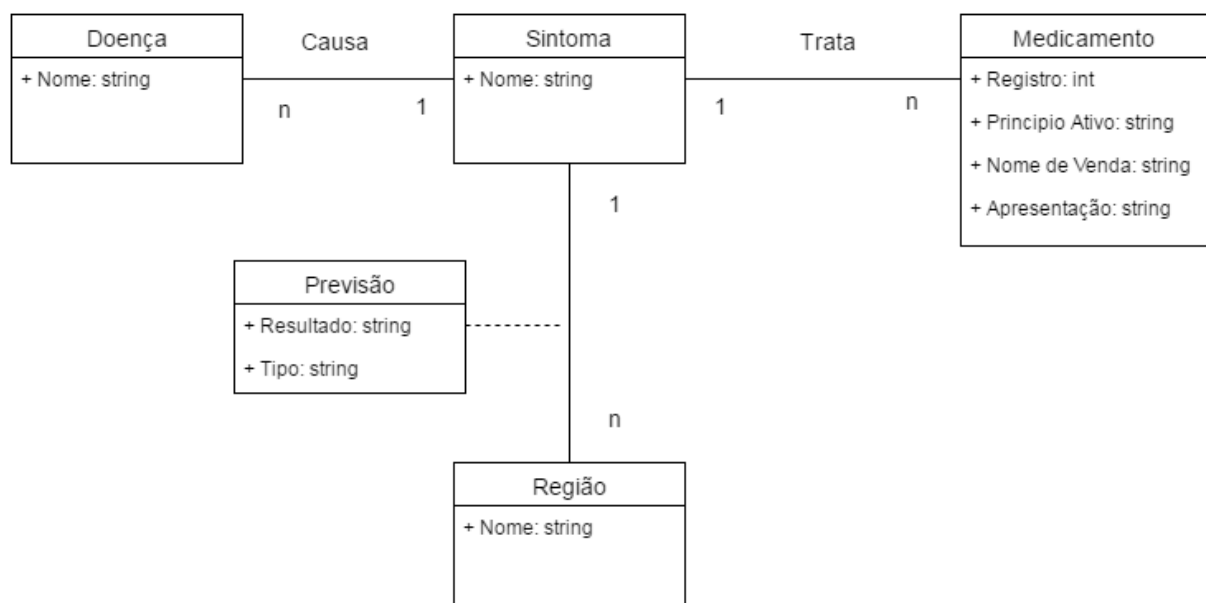 Doença
+ Nome: string
Causa
n
1
Sintoma
+ Nome: string
Trata
1
n
Medicamento
+ Registro: int
+ Principio Ativo: string
+ Nome de Venda: string
+ Apresentação: string
1
Previsão
+ Resultado: string
+ Tipo: string
n
Região
+ Nome: string